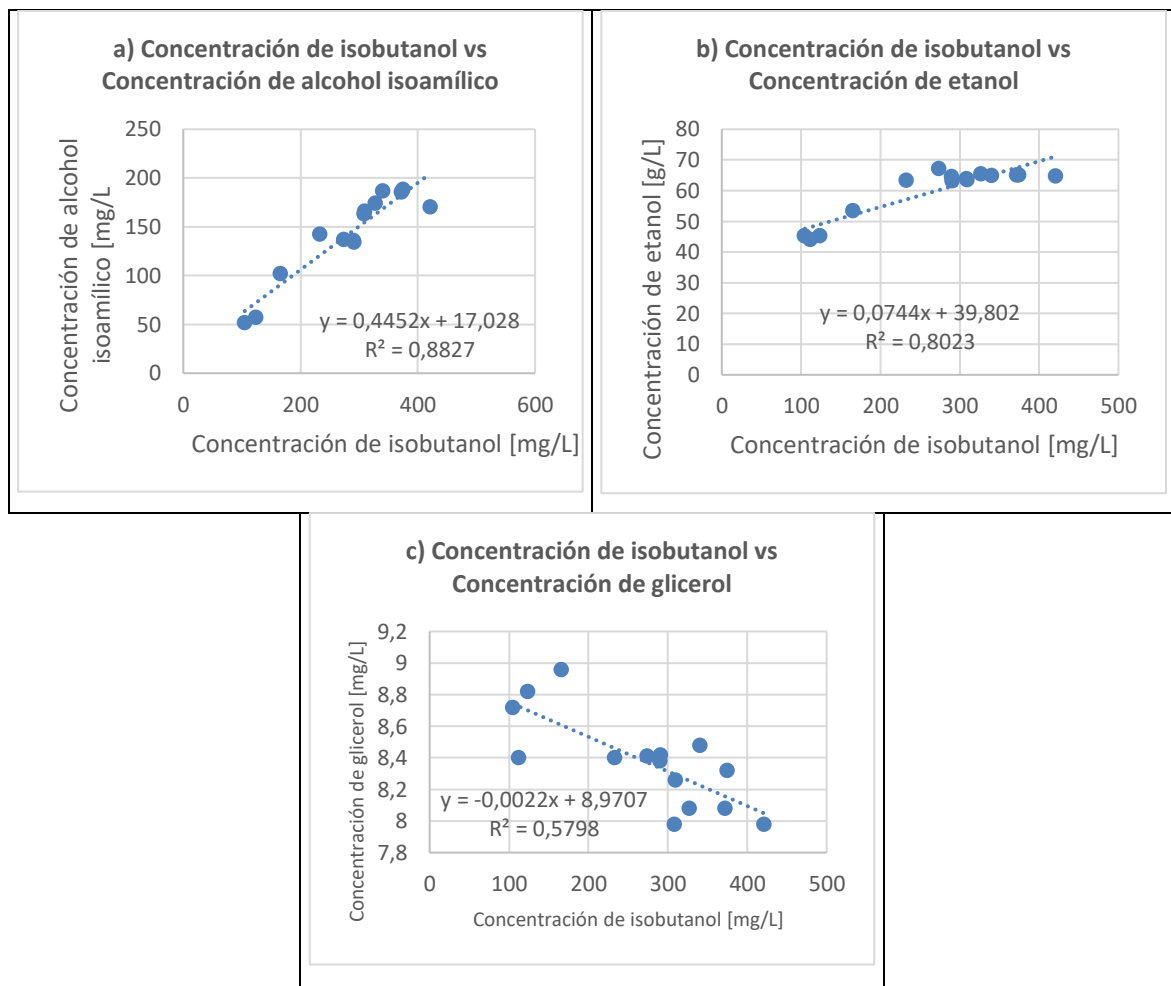 a) Concentración de isobutanol vs
Concentración de alcohol isoamílico
Concentración de alcohol
isoamílico [mg/L
250
200
150
100
50
0
y = 0,4452x + 17,028
R² = 0,8827
0 200 400 600
Concentración de isobutanol [mg/L]
b) Concentración de isobutanol vs
Concentración de etanol
Concentración de etanol [g/L]
80
70
60
50
40
30
20
10
0
y = 0,0744x + 39,802
R² = 0,8023
0 100 200 300 400 500
Concentración de isobutanol [mg/L]
c) Concentración de isobutanol vs
Concentración de glicerol
Concentración de glicerol [mg/L]
9,2
9
8,8
8,6
8,4
8,2
8
7,8
y = -0,0022x + 8,9707
R² = 0,5798
0 100 200 300 400 500
Concentración de isobutanol [mg/L]